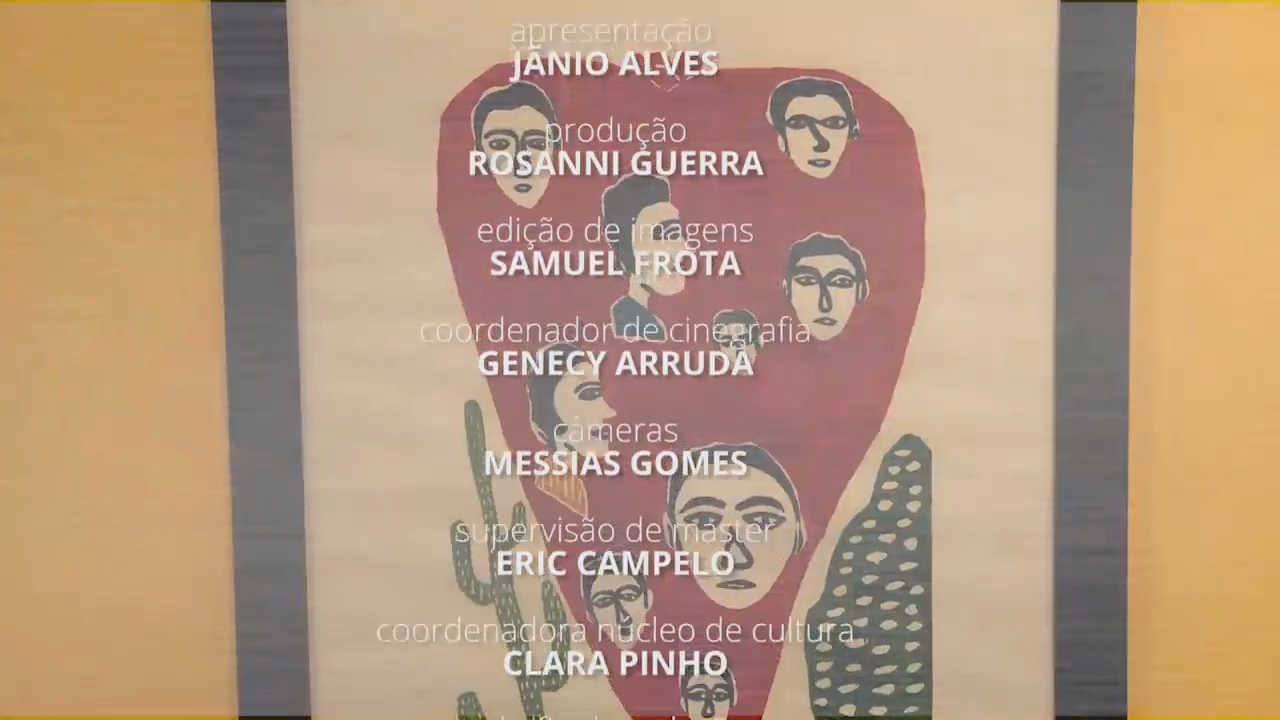 apresentação
JÂNIO ALVES
produção
ROSANNI GUERRA
edição de imagens
SAMUEL FROTA
coordenador de cinegrafia
GENECY ARRUDA
câmeras
MESSIAS GOMES
supervisão de master
ERIC CAMPELO
coordenadora núcleo de cultura
CLARA PINHO